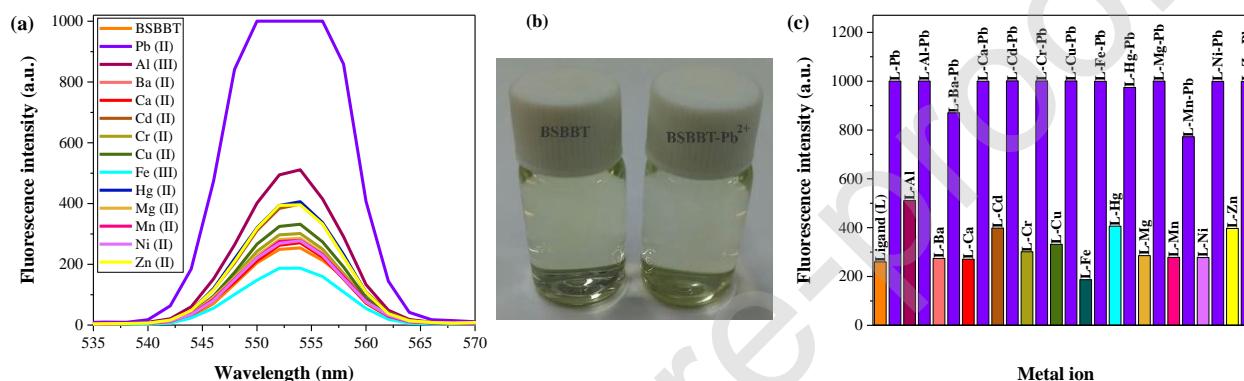 (a)
Fluorescence intensity (a.u.)
1000
800
600
400
200
0
BSBBT
Pb (II)
Al (III)
Ba (II)
Ca (II)
Cd (II)
Cr (II)
Cu (II)
Fe (III)
Hg (II)
Mg (II)
Mn (II)
Ni (II)
Zn (II)
535 540 545 550 555 560 565 570
Wavelength (nm)
(b)
BSBBT
BSBBT-Pb2+
(c)
Fluorescence intensity (a.u.)
1200
1000
800
600
400
200
0
Ligand (L)
L-Pb
L-Al
L-Al-Pb
L-Ba
L-Ba-Pb
L-Ca
L-Ca-Pb
L-Cd
L-Cd-Pb
L-Cr
L-Cr-Pb
L-Cu
L-Cu-Pb
L-Fe
L-Fe-Pb
L-Hg
L-Hg-Pb
L-Mg
L-Mg-Pb
L-Mn
L-Mn-Pb
L-Ni
L-Ni-Pb
L-Zn
Metal ion
re-proo